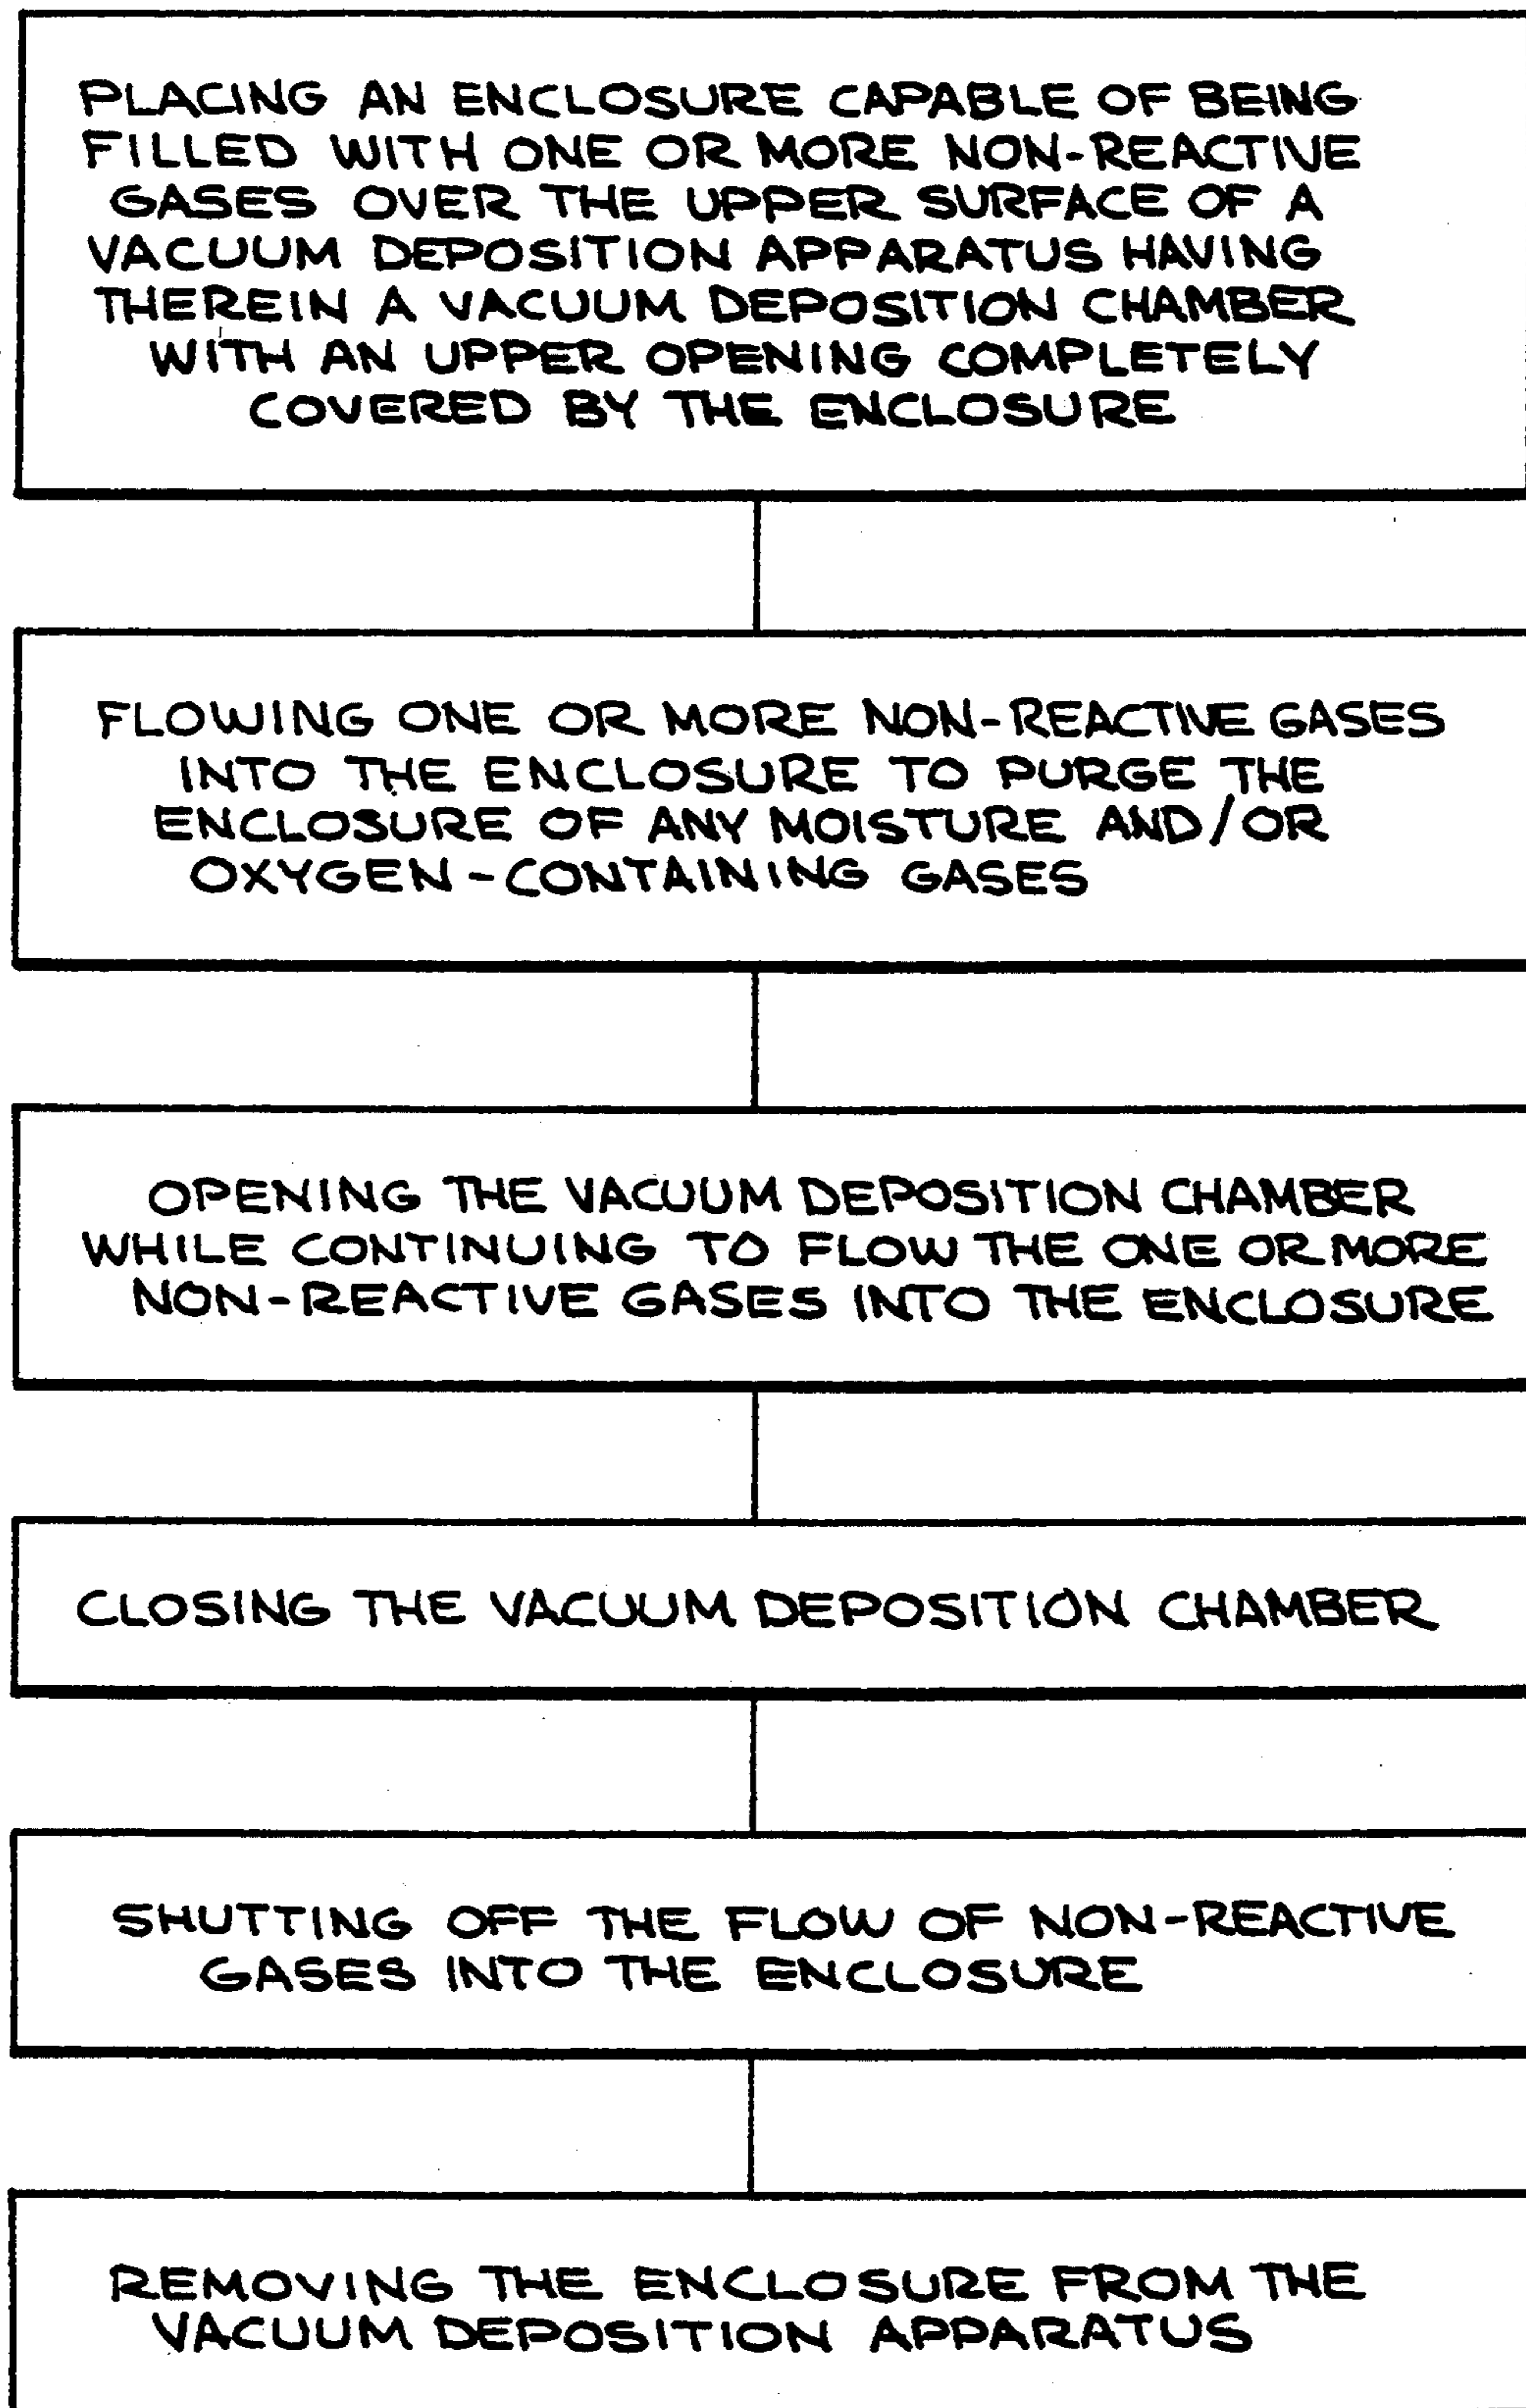 PLACING AN ENCLOSURE CAPABLE OF BEING
FILLED WITH ONE OR MORE NON-REACTIVE
GASES OVER THE UPPER SURFACE OF A
VACUUM DEPOSITION APPARATUS HAVING
THEREIN A VACUUM DEPOSITION CHAMBER
WITH AN UPPER OPENING COMPLETELY
COVERED BY THE ENCLOSURE
FLOWING ONE OR MORE NON-REACTIVE GASES
INTO THE ENCLOSURE TO PURGE THE
ENCLOSURE OF ANY MOISTURE AND/OR
OXYGEN-CONTAINING GASES
OPENING THE VACUUM DEPOSITION CHAMBER
WHILE CONTINUING TO FLOW THE ONE OR MORE
NON-REACTIVE GASES INTO THE ENCLOSURE
CLOSING THE VACUUM DEPOSITION CHAMBER
SHUTTING OFF THE FLOW OF NON-REACTIVE
GASES INTO THE ENCLOSURE
REMOVING THE ENCLOSURE FROM THE
VACUUM DEPOSITION APPARATUS